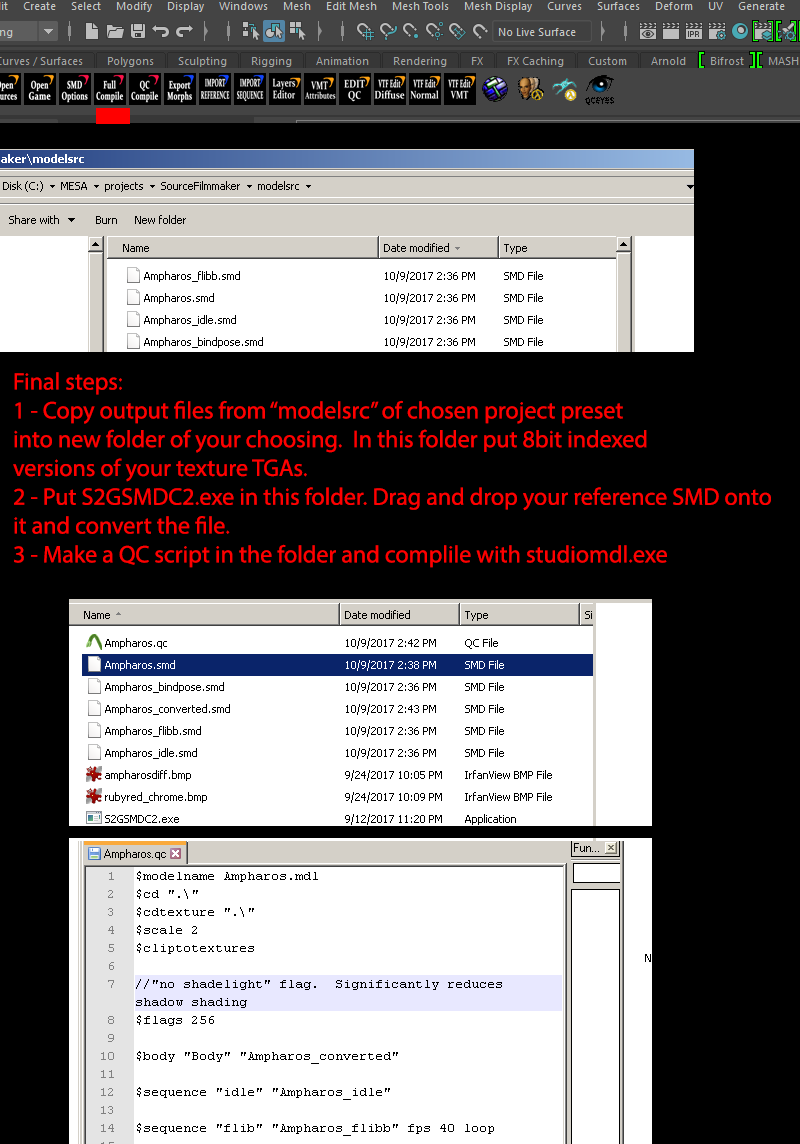 it Create Select Modify Display Windows Mesh Edit Mesh Mesh Tools Mesh Display Curves Surfaces Deform UV Generate
ng No Live Surface IPR
urves / Surfaces Polygons Sculpting Rigging Animation Rendering FX FX Caching Custom Arnold Bifrost MASH
Open urces Open Game SMD Options Full Compile QC Compile Export Morphs IMPORT REFERENCE IMPORT SEQUENCE Layers Editor VMT Attributes EDIT QC VTF Edit Diffuse VTF Edit Normal VTF Edit VMT QCEYES
aker\modelsrc
Disk (C:) MESA projects SourceFilmmaker modelsrc
Share with Burn New folder
Name Date modified Type
Ampharos_flibb.smd 10/9/2017 2:36 PM SMD File
Ampharos.smd 10/9/2017 2:36 PM SMD File
Ampharos_idle.smd 10/9/2017 2:36 PM SMD File
Ampharos_bindpose.smd 10/9/2017 2:36 PM SMD File
Final steps:
1 - Copy output files from “modelsrc” of chosen project preset
into new folder of your choosing. In this folder put 8bit indexed
versions of your texture TGAs.
2 - Put S2GSMDC2.exe in this folder. Drag and drop your reference SMD onto
it and convert the file.
3 - Make a QC script in the folder and complile with studiomdl.exe
Name Date modified Type Si
Ampharos.qc 10/9/2017 2:42 PM QC File
Ampharos.smd 10/9/2017 2:38 PM SMD File
Ampharos_bindpose.smd 10/9/2017 2:36 PM SMD File
Ampharos_converted.smd 10/9/2017 2:43 PM SMD File
Ampharos_flibb.smd 10/9/2017 2:36 PM SMD File
Ampharos_idle.smd 10/9/2017 2:36 PM SMD File
ampharosdiff.bmp 9/24/2017 10:05 PM IrfanView BMP File
rubyred_chrome.bmp 9/24/2017 10:09 PM IrfanView BMP File
S2GSMDC2.exe 9/12/2017 11:20 PM Application
Ampharos.qc Fun...
1 $modelname Ampharos.mdl
2 $cd ".\"
3 $cdtexture ".\"
4 $scale 2
5 $cliptotextures
6
7 //"no shadelight" flag. Significantly reduces
shadow shading
8 $flags 256
9
10 $body "Body" "Ampharos_converted"
11
12 $sequence "idle" "Ampharos_idle"
13
14 $sequence "flib" "Ampharos_flibb" fps 40 loop
N